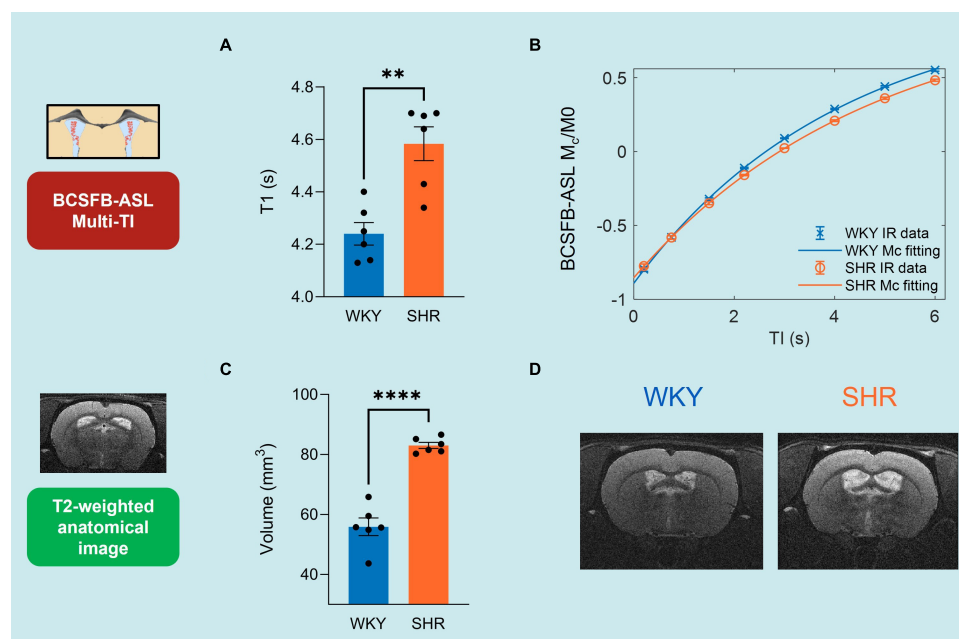 A
B
BCSFB-ASL
Multi-TI
T1 (s)
4.8
4.6
4.4
4.2
4.0
**
WKY
SHR
BCSFB-ASL Mc/M0
0.5
0
-0.5
-1
0
2
4
6
TI (s)
WKY IR data
WKY Mc fitting
SHR IR data
SHR Mc fitting
C
D
T2-weighted
anatomical
image
Volume (mm³)
100
80
60
40
****
WKY
SHR
WKY
SHR